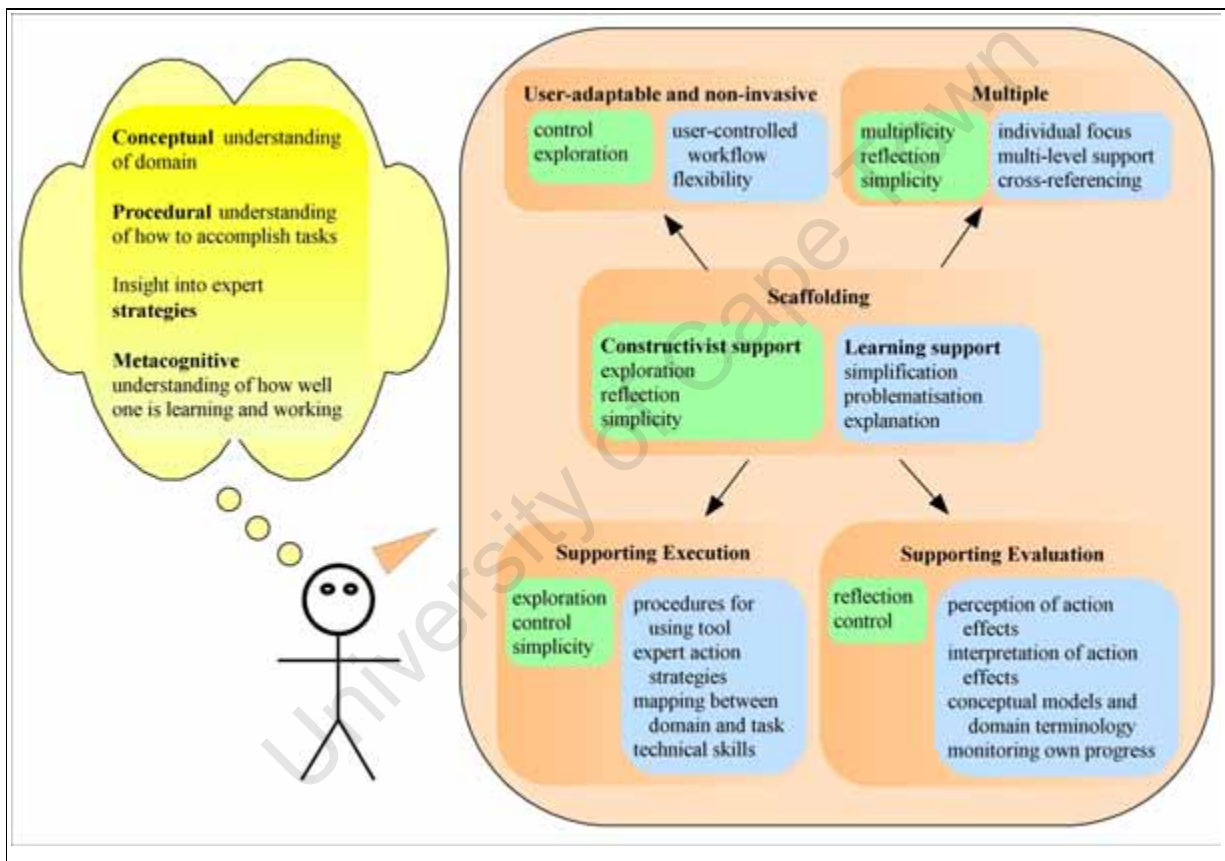 Conceptual understanding
of domain
Procedural understanding
of how to accomplish tasks
Insight into expert
strategies
Metacognitive
understanding of how well
one is learning and working
User-adaptable and non-invasive
control
exploration
user-controlled
workflow
flexibility
Multiple
multiplicity
reflection
simplicity
individual focus
multi-level support
cross-referencing
Scaffolding
Constructivist support
exploration
reflection
simplicity
Learning support
simplification
problematisation
explanation
Supporting Execution
exploration
control
simplicity
procedures for
using tool
expert action
strategies
mapping between
domain and task
technical skills
Supporting Evaluation
reflection
control
perception of action
effects
interpretation of action
effects
conceptual models and
domain terminology
monitoring own progress
University of Cape Town